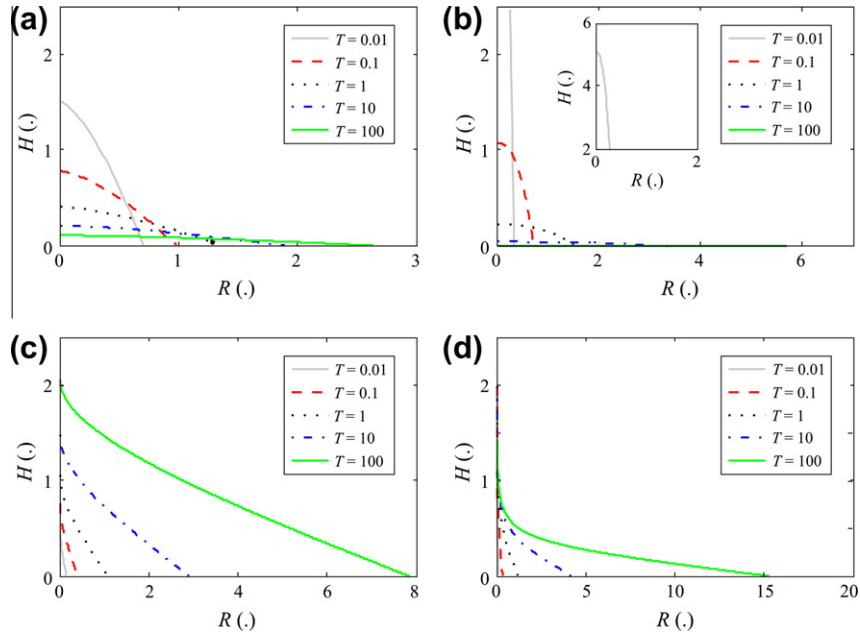 (a)
2
1
0
H (.)
0 1 2 3
R (.)
T = 0.01
T = 0.1
T = 1
T = 10
T = 100
(b)
2
1
0
H (.)
0 2 4 6
R (.)
6
5
4
3
2
H (.)
0 1 2
R (.)
T = 0.01
T = 0.1
T = 1
T = 10
T = 100
(c)
2
1
0
H (.)
0 2 4 6 8
R (.)
T = 0.01
T = 0.1
T = 1
T = 10
T = 100
(d)
2
1
0
H (.)
0 5 10 15 20
R (.)
T = 0.01
T = 0.1
T = 1
T = 10
T = 100